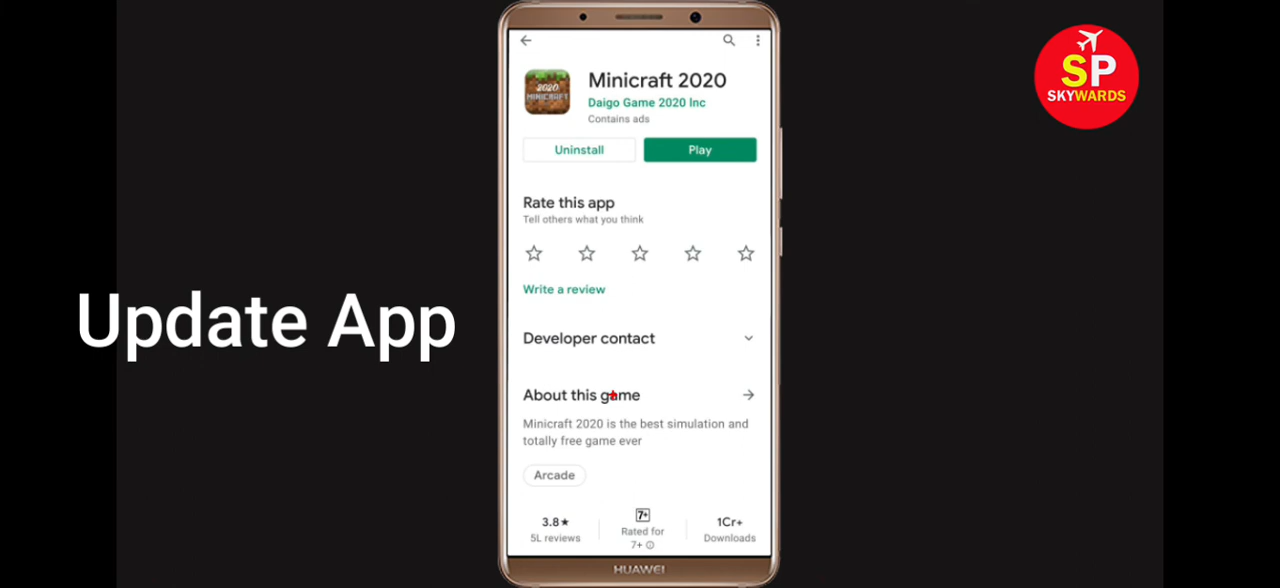 SP
SKYWARDS
Minicraft 2020
2020
MINICRAFT
Daigo Game 2020 Inc
Contains ads
Uninstall
Play
Rate this app
Tell others what you think
Write a review
Update App
Developer contact
About this game
Minicraft 2020 is the best simulation and
totally free game ever
Arcade
3.8★
5L reviews
7+
Rated for
7+
1Cr+
Downloads
HUAWEI